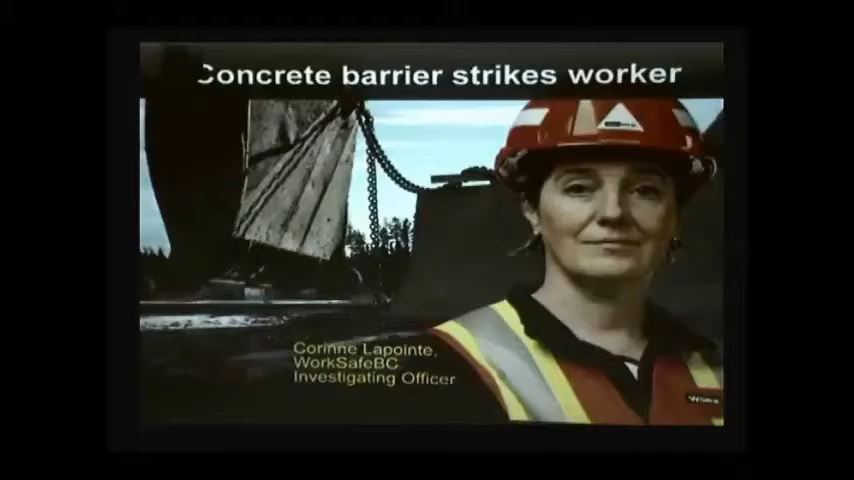 Concrete barrier strikes worker
Corinne Lapointe,
WorkSafeBC
Investigating Officer